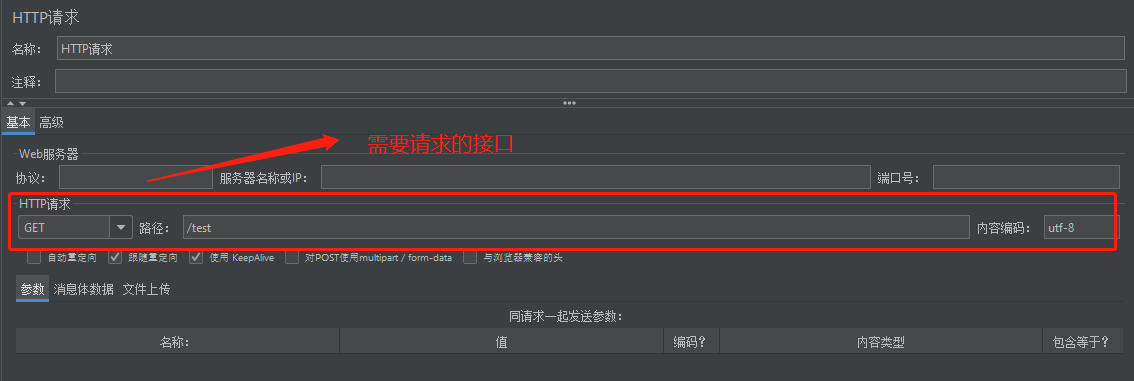 HTTP请求
名称： HTTP请求
注释：
基本 高级
需要请求的接口
Web服务器
协议： 服务器名称或IP： 端口号：
HTTP请求
GET 路径： /test 内容编码： utf-8
自动重定向 跟随重定向 使用 KeepAlive 对POST使用multipart / form-data 与浏览器兼容的头
参数 消息体数据 文件上传
同请求一起发送参数：
名称： 值 编码？ 内容类型 包含等于？